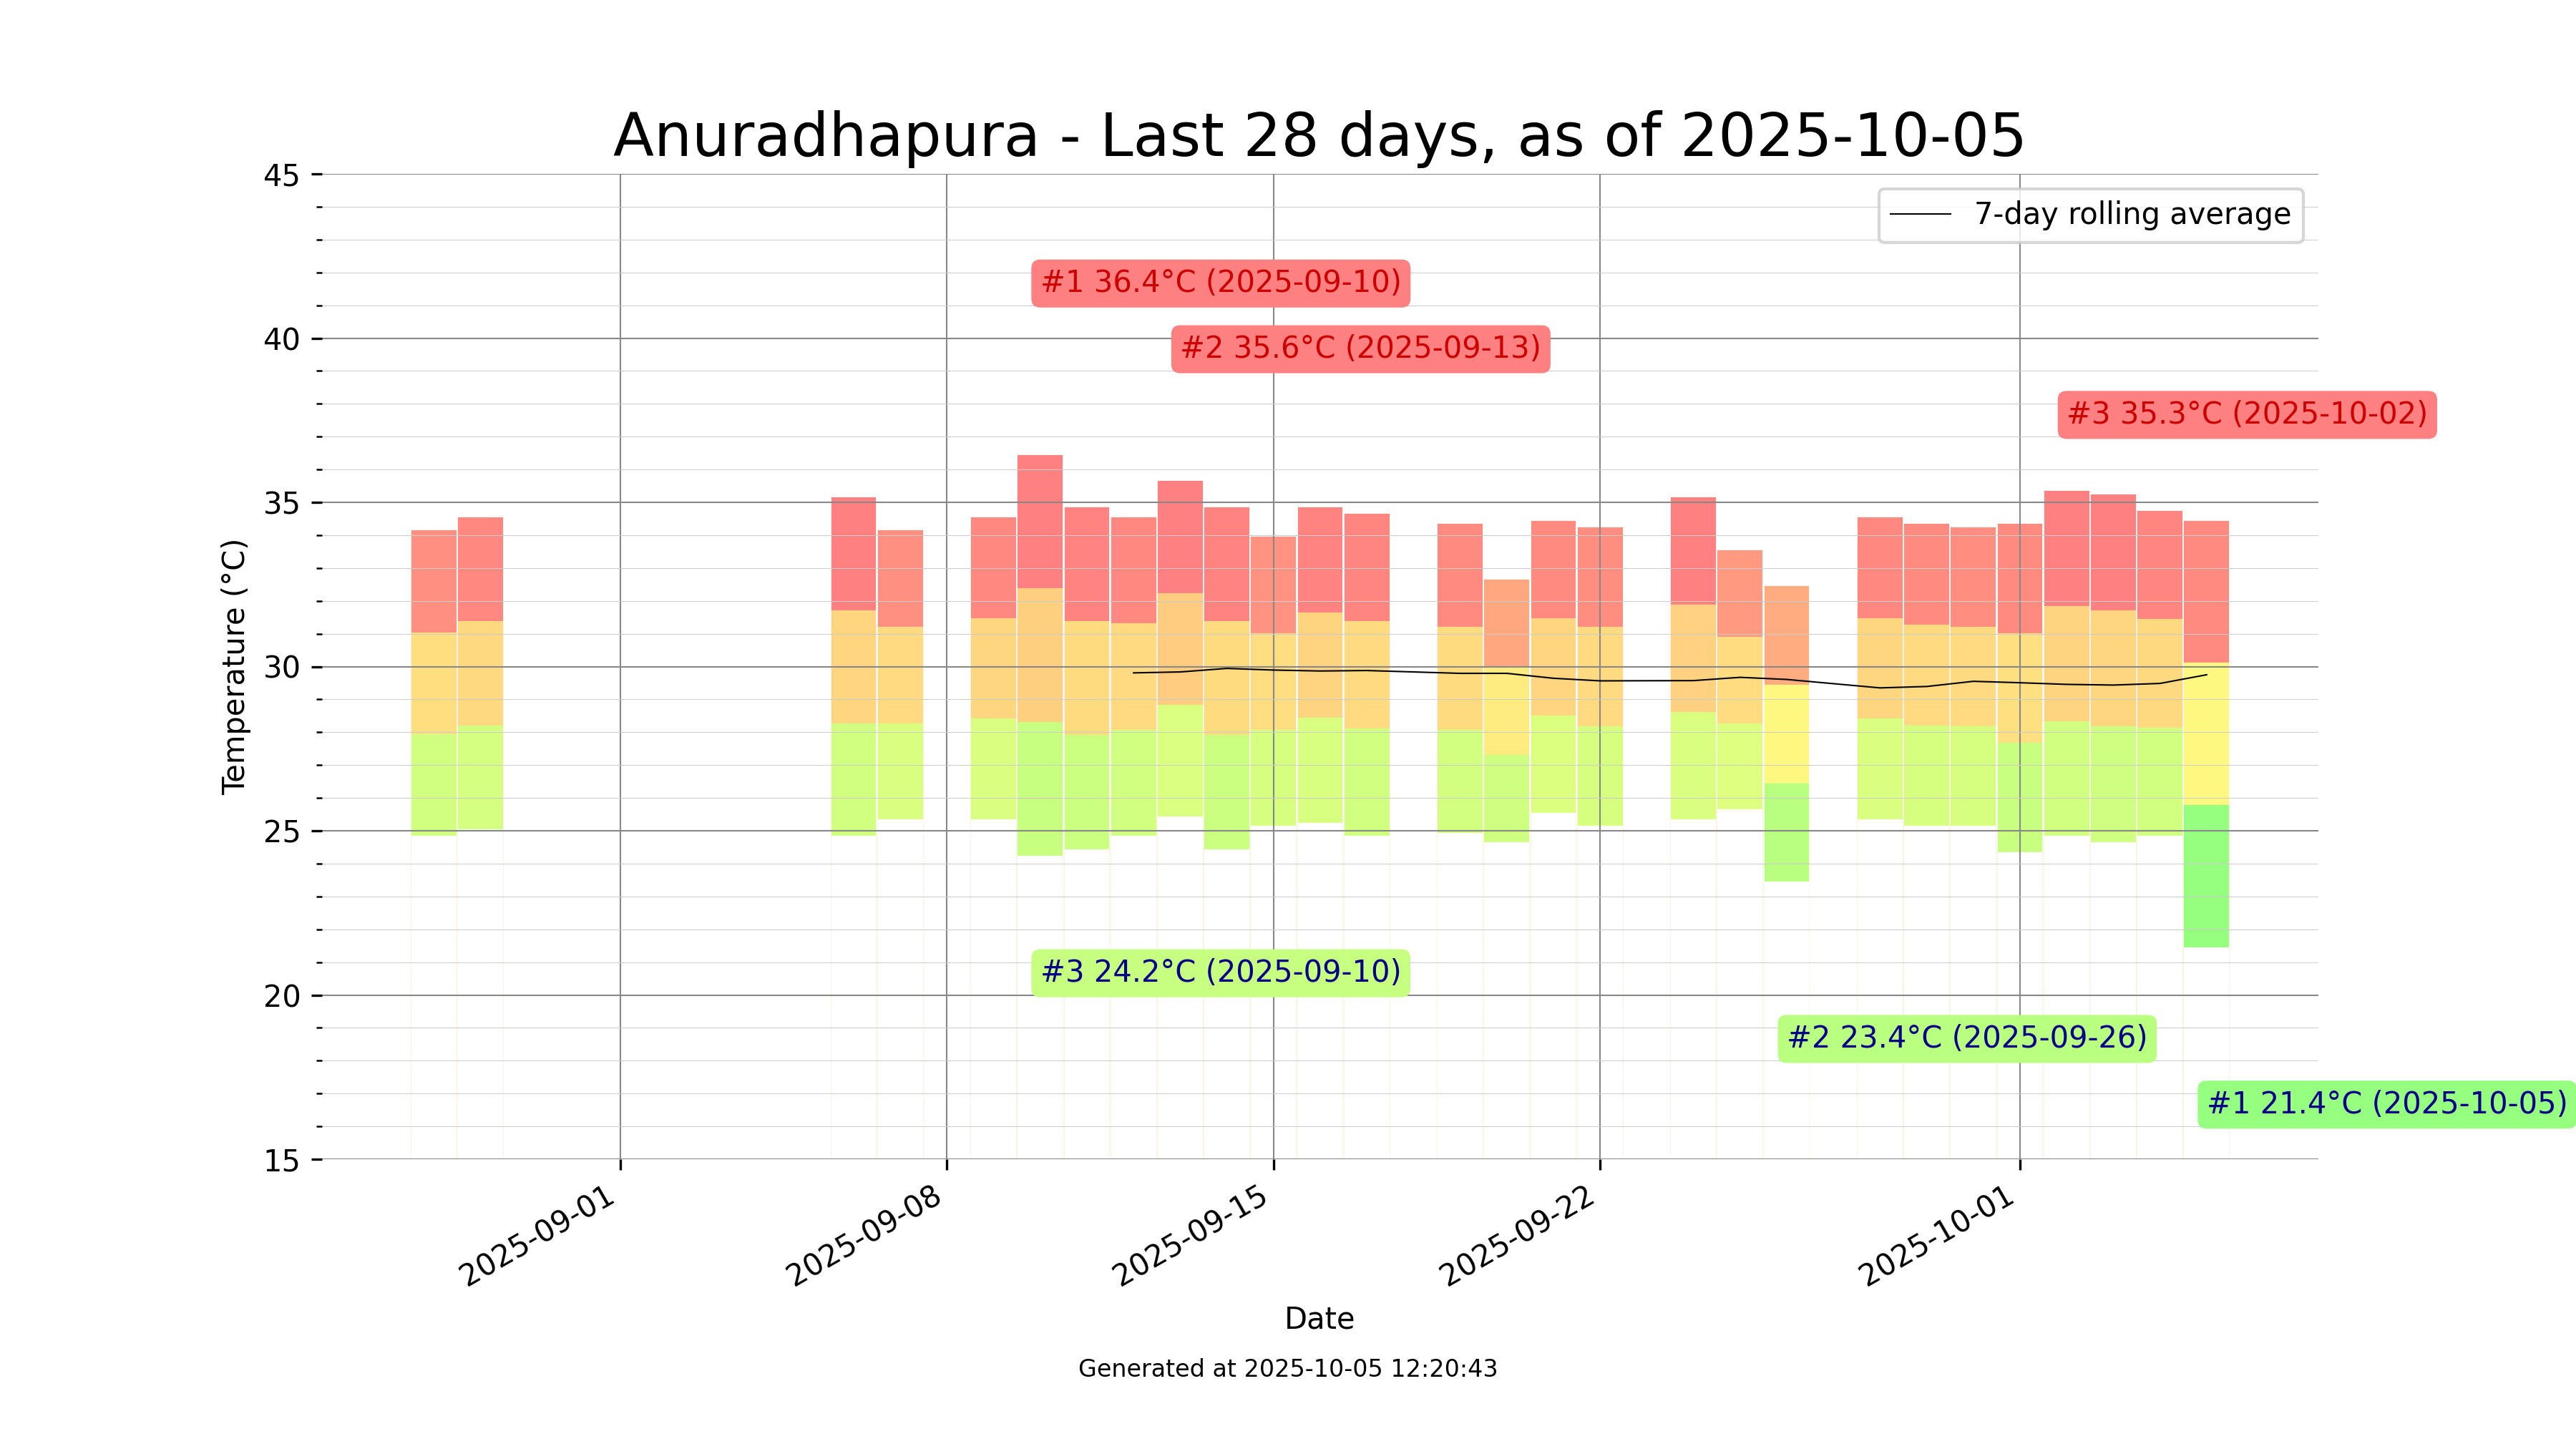 Anuradhapura - Last 28 days, as of 2025-10-05
45
40
35
30
25
20
15
Temperature (°C)
7-day rolling average
#1 36.4°C (2025-09-10)
#2 35.6°C (2025-09-13)
#3 35.3°C (2025-10-02)
#3 24.2°C (2025-09-10)
#2 23.4°C (2025-09-26)
#1 21.4°C (2025-10-05)
2025-09-01
2025-09-08
2025-09-15
2025-09-22
2025-10-01
Date
Generated at 2025-10-05 12:20:43